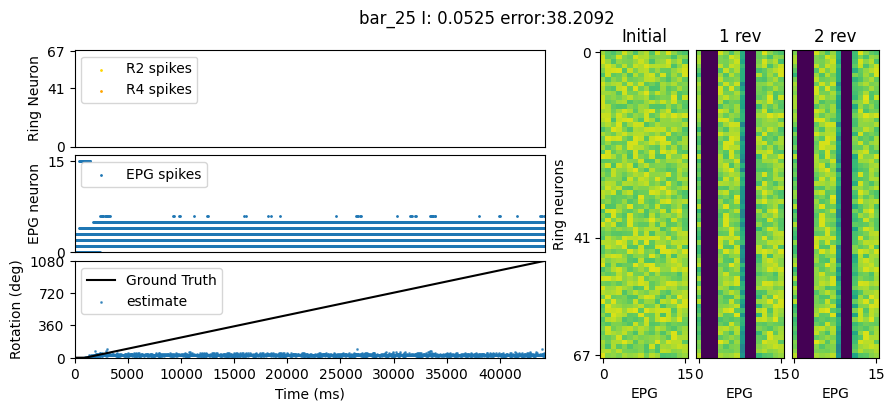 bar_25 I: 0.0525 error:38.2092
Initial
1 rev
2 rev
67
41
0
Ring Neuron
R2 spikes
R4 spikes
15
0
EPG neuron
EPG spikes
1080
720
360
0
Rotation (deg)
Ground Truth
estimate
0 5000 10000 15000 20000 25000 30000 35000 40000
Time (ms)
0
41
67
Ring neurons
0 15 0 15 0 15
EPG EPG EPG